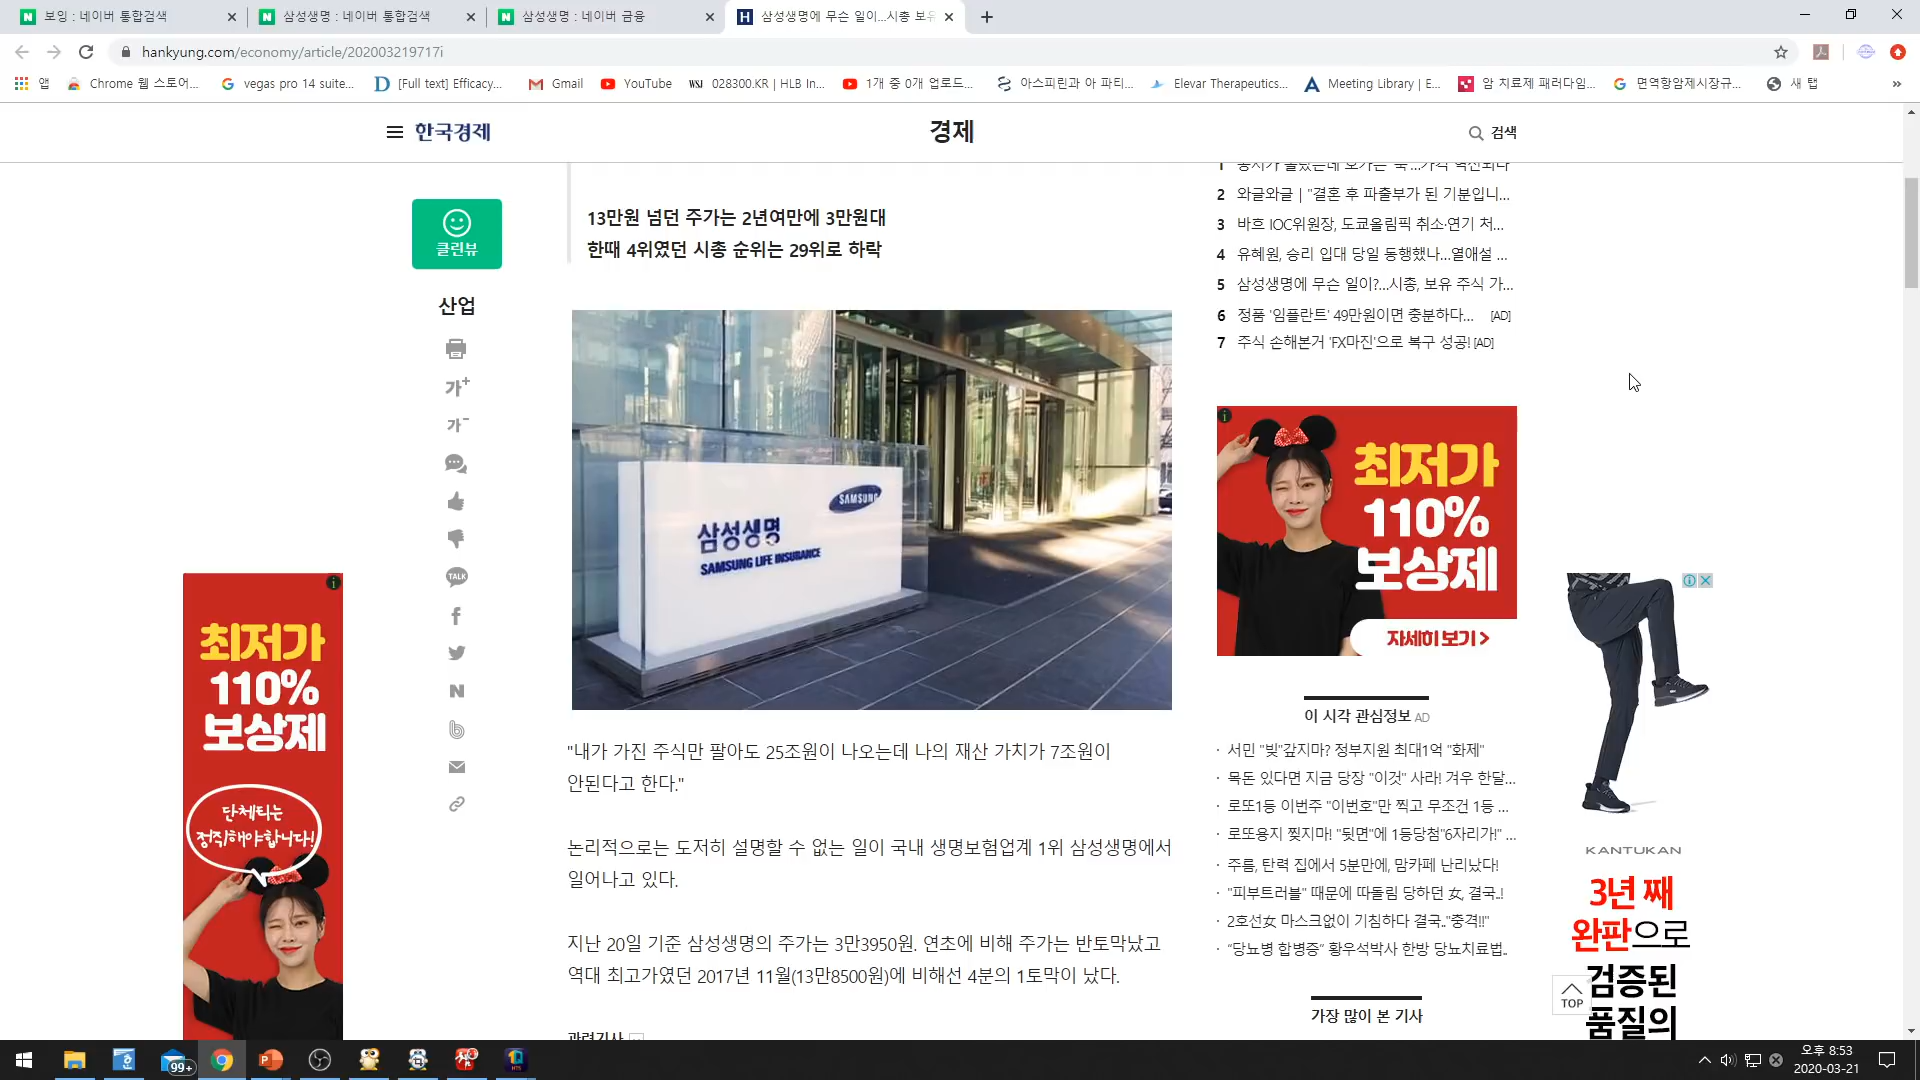 보잉 : 네이버 통합검색
삼성생명 : 네이버 통합검색
삼성생명 : 네이버 금융
삼성생명에 무슨 일이...시총 보유
hankyung.com/economy/article/202003219717i
앱
Chrome 웹 스토어...
vegas pro 14 suite...
[Full text] Efficacy...
Gmail
YouTube
WSJ 028300.KR | HLB In...
1개 중 0개 업로드...
아스피린과 아 파티...
Elevar Therapeutics...
Meeting Library | E...
암 치료제 패러다임...
면역항암제시장규...
새 탭
한국경제
경제
검색
클린뷰
산업
가+
가-
TALK
13만원 넘던 주가는 2년여만에 3만원대
한때 4위였던 시총 순위는 29위로 하락
삼성생명
SAMSUNG LIFE INSURANCE
SAMSUNG
"내가 가진 주식만 팔아도 25조원이 나오는데 나의 재산 가치가 7조원이
안된다고 한다."
논리적으로는 도저히 설명할 수 없는 일이 국내 생명보험업계 1위 삼성생명에서
일어나고 있다.
지난 20일 기준 삼성생명의 주가는 3만3950원. 연초에 비해 주가는 반토막났고
역대 최고가였던 2017년 11월(13만8500원)에 비해선 4분의 1토막이 났다.
관련기사
1
2 와글와글 | "결혼 후 파출부가 된 기분입니...
3 바흐 IOC위원장, 도쿄올림픽 취소·연기 처...
4 유혜원, 승리 입대 당일 동행했나...열애설 ...
5 삼성생명에 무슨 일이?...시총, 보유 주식 가...
6 정품 '임플란트' 49만원이면 충분하다... [AD]
7 주식 손해본거 'FX마진'으로 복구 성공! [AD]
최저가
110%
보상제
자세히 보기 >
이 시각 관심정보 AD
· 서민 "빚"갚지마? 정부지원 최대1억 "화제"
· 목돈 있다면 지금 당장 "이것" 사라! 겨우 한달...
· 로또1등 이번주 "이번호"만 찍고 무조건 1등 ...
· 로또용지 찢지마! "뒷면"에 1등당첨"6자리가!" ...
· 주름, 탄력 집에서 5분만에, 맘카페 난리났다!
· "피부트러블" 때문에 따돌림 당하던 女, 결국..!
· 2호선女 마스크없이 기침하다 결국.."충격!!"
· "당뇨병 합병증" 황우석박사 한방 당뇨치료법..
가장 많이 본 기사
최저가
110%
보상제
단체티는
정직해야합니다!
KANTUKAN
3년 째
완판으로
검증된
품질의
TOP
99+
오후 8:53
2020-03-21